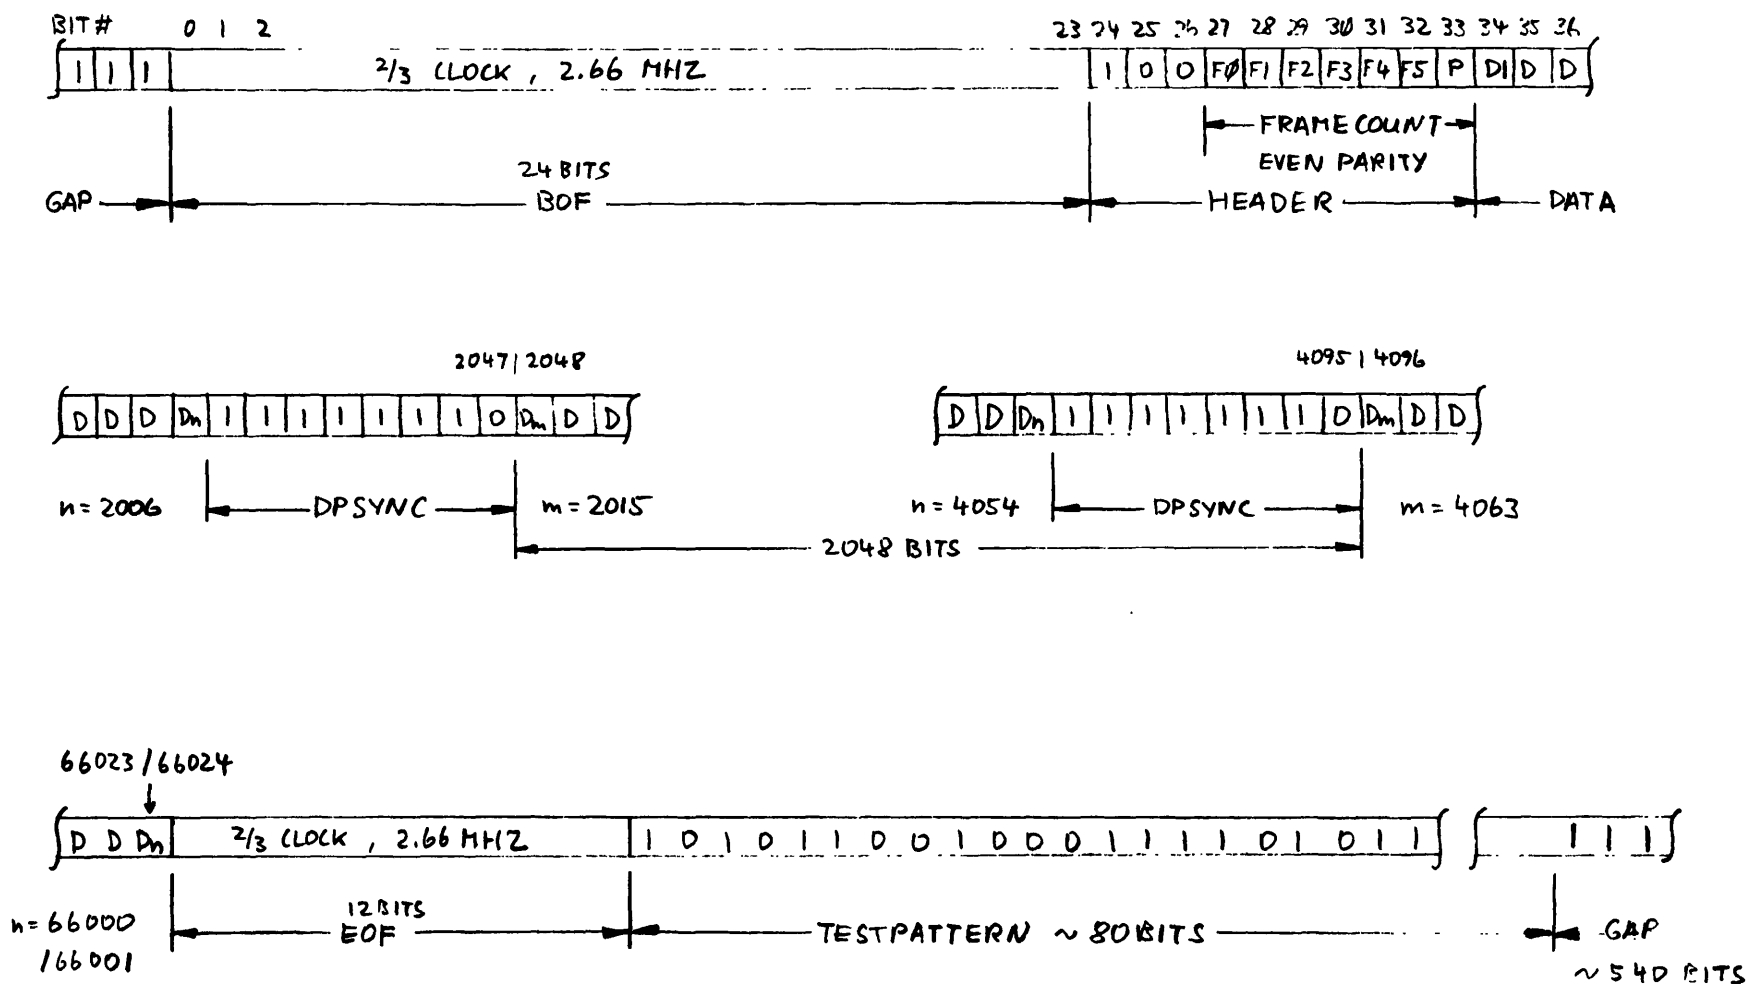 BIT# 0 1 2 23 24 25 26 27 28 29 30 31 32 33 34 35 36
1 1 1 2/3 CLOCK, 2.66 MHZ 1 0 0 F0 F1 F2 F3 F4 F5 P D1 D D
FRAME COUNT
EVEN PARITY
24 BITS
GAP BOF HEADER DATA
2047 | 2048 4095 | 4096
D D D Dn 1 1 1 1 1 1 1 0 Dm D D D D Dn 1 1 1 1 1 1 1 0 Dm D D
n=2006 DPSYNC m=2015 n=4054 DPSYNC m=4063
2048 BITS
66023/66024
D D Dn 2/3 CLOCK, 2.66 MHZ 1 0 1 0 1 1 0 0 1 0 0 0 1 1 1 1 0 1 0 1 1 1 1 1
n=66000
/66001
12 BITS
EOF TESTPATTERN ~ 80 BITS GAP
~ 540 BITS